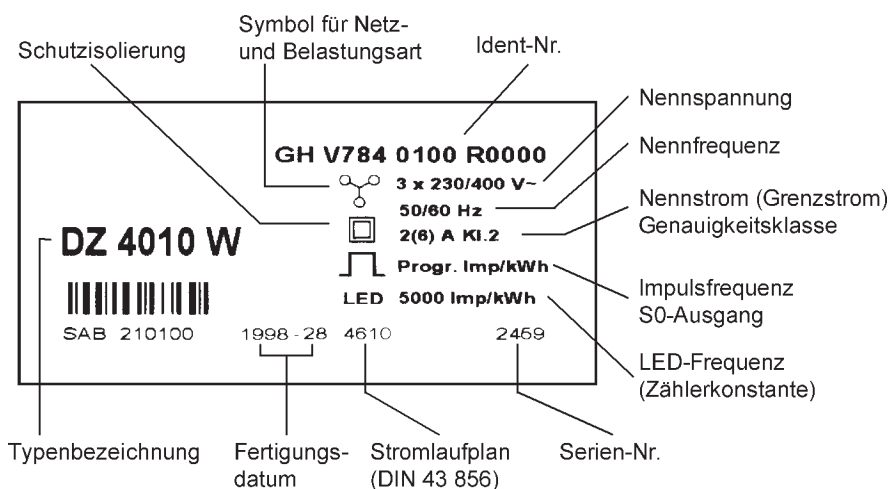 Symbol für Netz-
und Belastungsart
Schutzisolierung
Ident-Nr.
Nennspannung
Nennfrequenz
Nennstrom (Grenzstrom)
Genauigkeitsklasse
Impulsfrequenz
S0-Ausgang
LED-Frequenz
(Zählerkonstante)
GH V784 0100 R0000
3 x 230/400 V~
50/60 Hz
2(6) A Kl.2
DZ 4010 W
Progr. Imp/kWh
LED 5000 Imp/kWh
SAB 210100 1998-28 4610 2459
Typenbezeichnung
Fertigungs-
datum
Stromlaufplan
(DIN 43 856)
Serien-Nr.